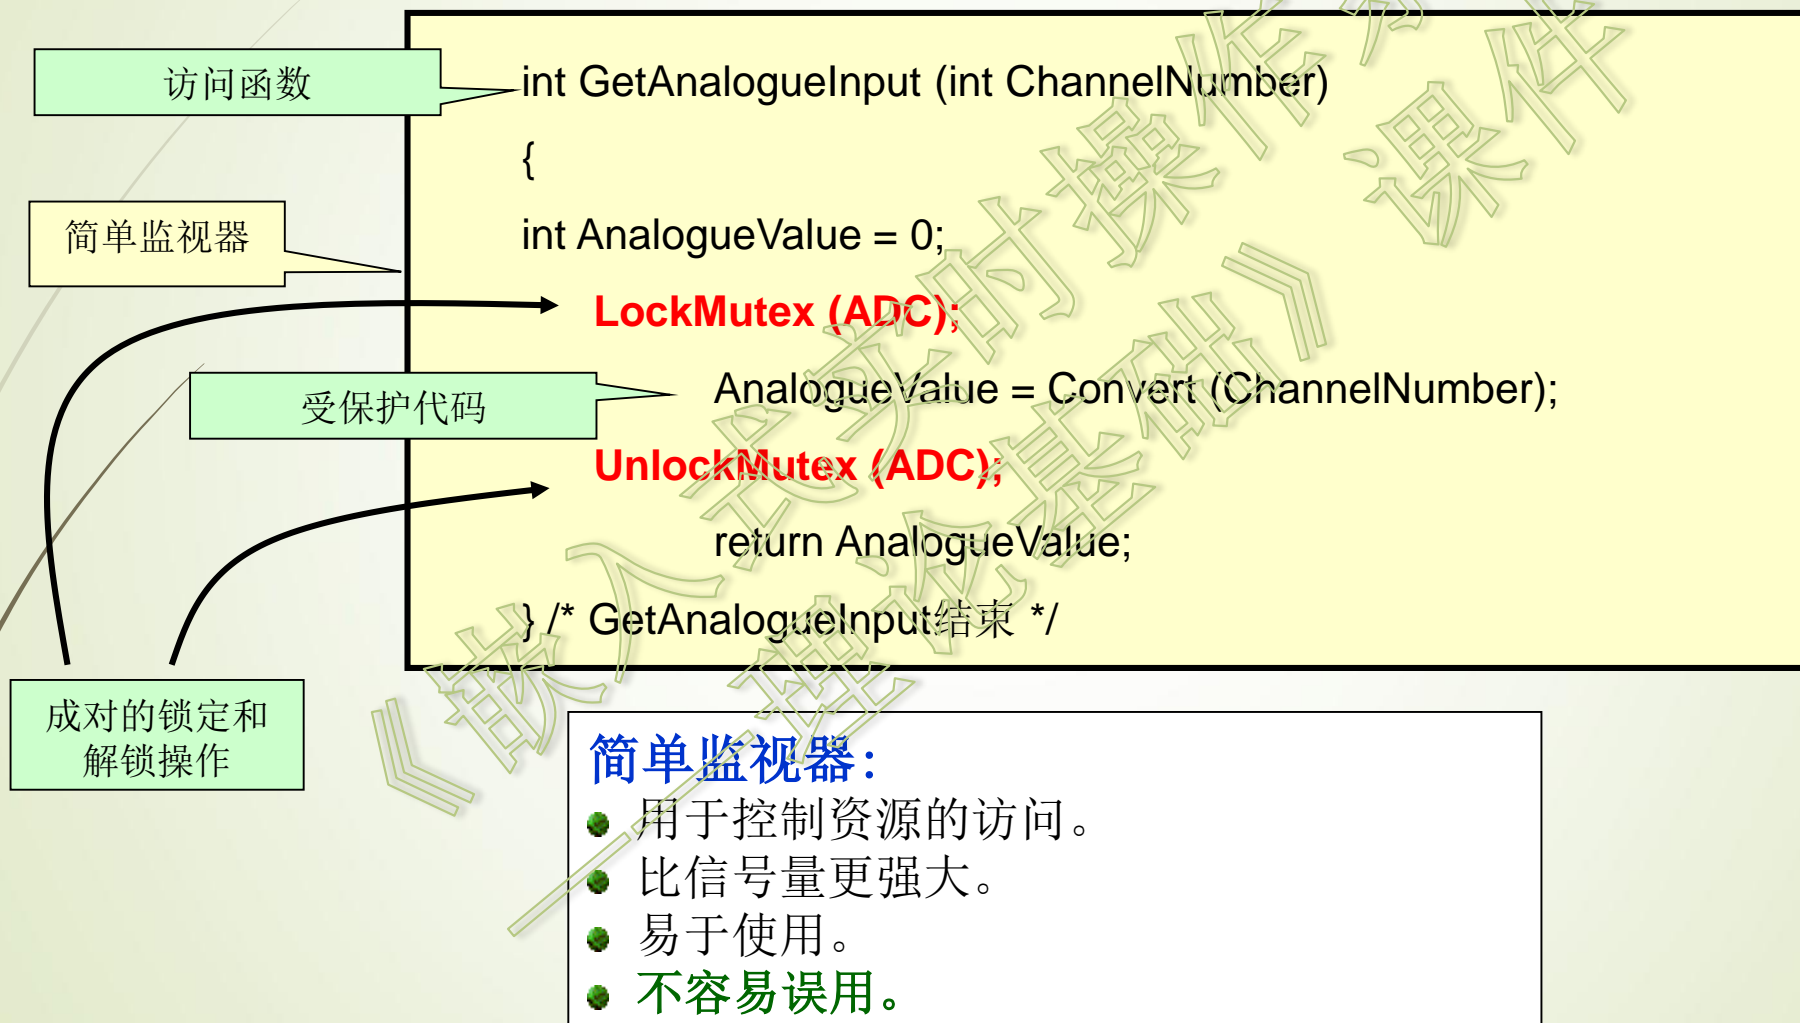 访问函数
int GetAnalogueInput (int ChannelNumber)
{
简单监视器
int AnalogueValue = 0;
LockMutex (ADC);
受保护代码
AnalogueValue = Convert (ChannelNumber);
UnlockMutex (ADC);
return AnalogueValue;
} /* GetAnalogueInput结束 */
成对的锁定和
解锁操作
简单监视器:
用于控制资源的访问。
比信号量更强大。
易于使用。
不容易误用。
《嵌入式实时操作系
——理论基础》课件